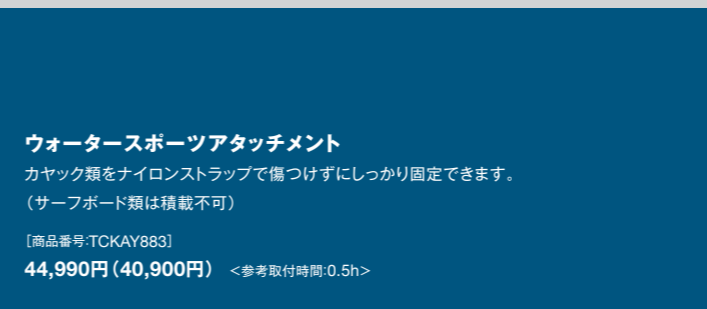 ウォータースポーツアタッチメント
カヤック類をナイロンストラップで傷つけずにしっかり固定できます。
（サーフボード類は積載不可）
［商品番号:TCKAY883］
44,990円（40,900円） ＜参考取付時間:0.5h＞